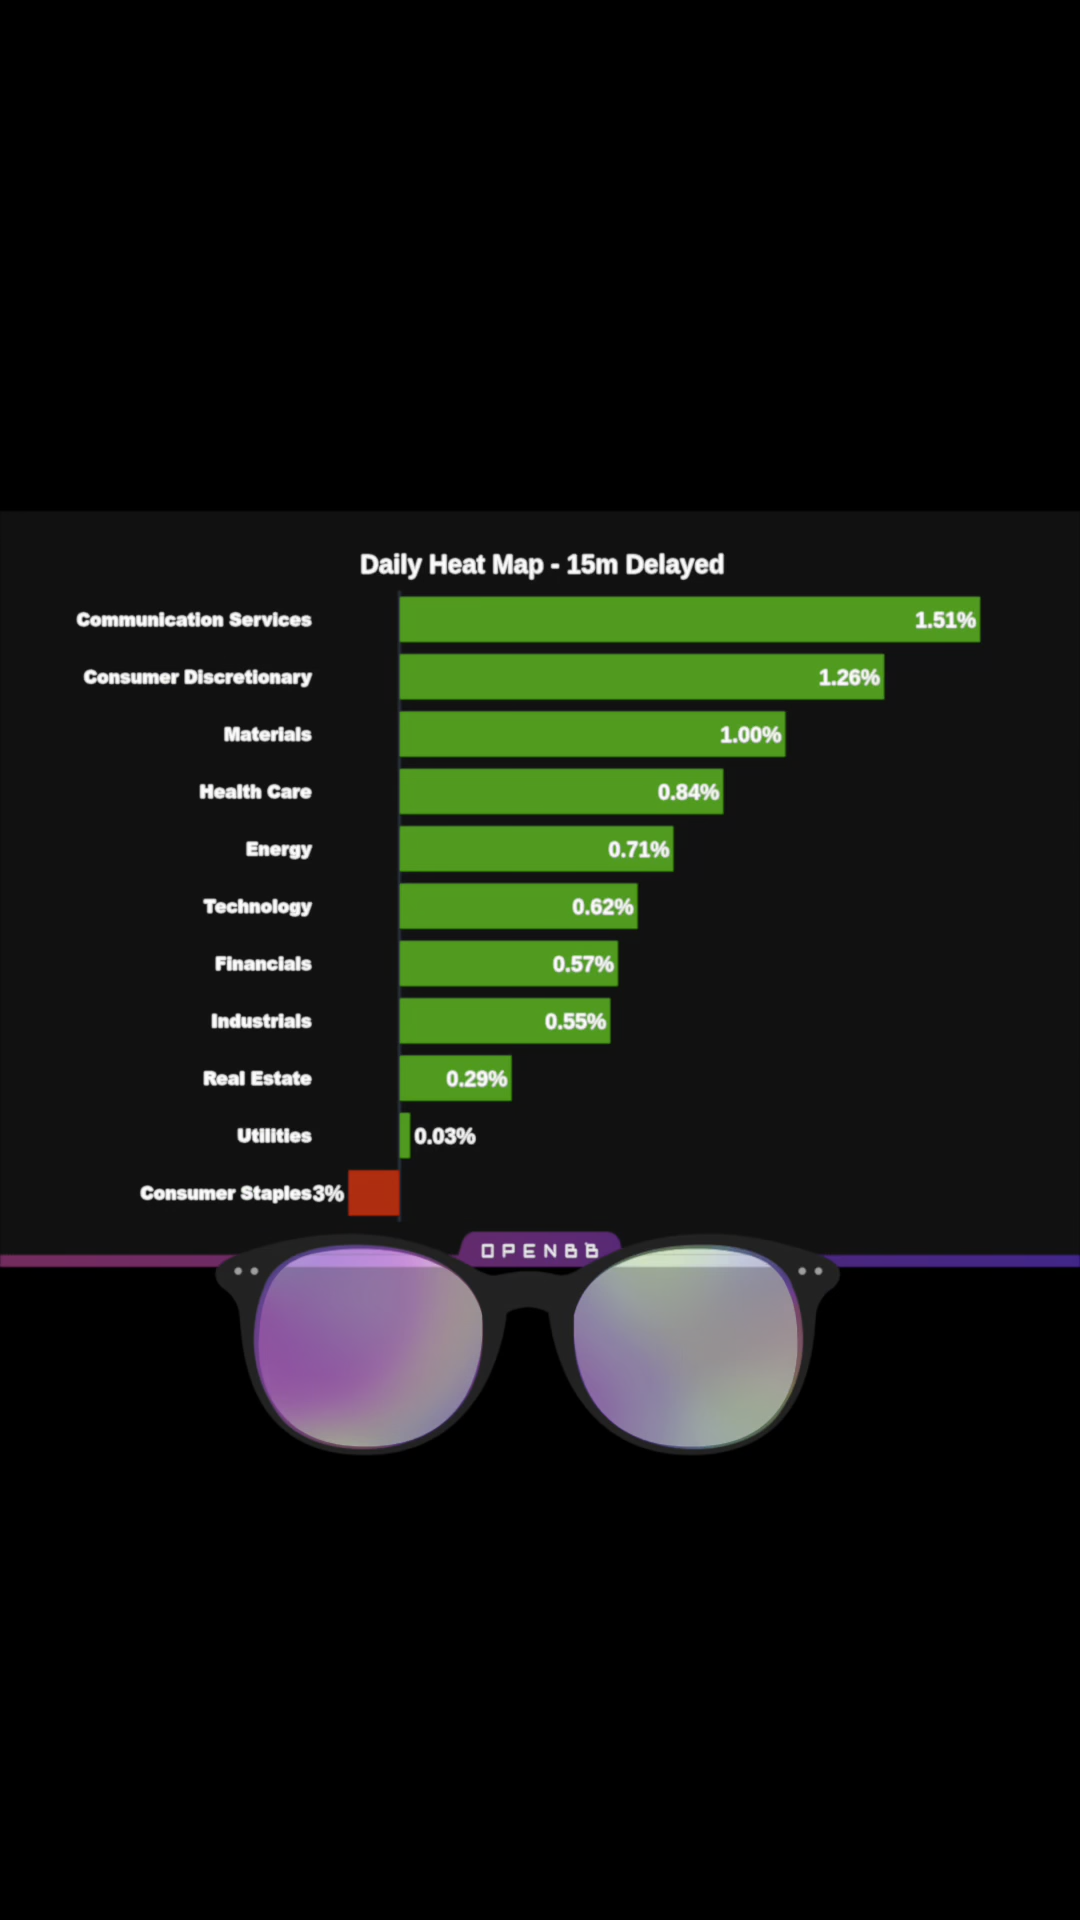 Daily Heat Map - 15m Delayed
Communication Services 1.51%
Consumer Discretionary 1.26%
Materials 1.00%
Health Care 0.84%
Energy 0.71%
Technology 0.62%
Financials 0.57%
Industrials 0.55%
Real Estate 0.29%
Utilities 0.03%
Consumer Staples3%
OPENBB